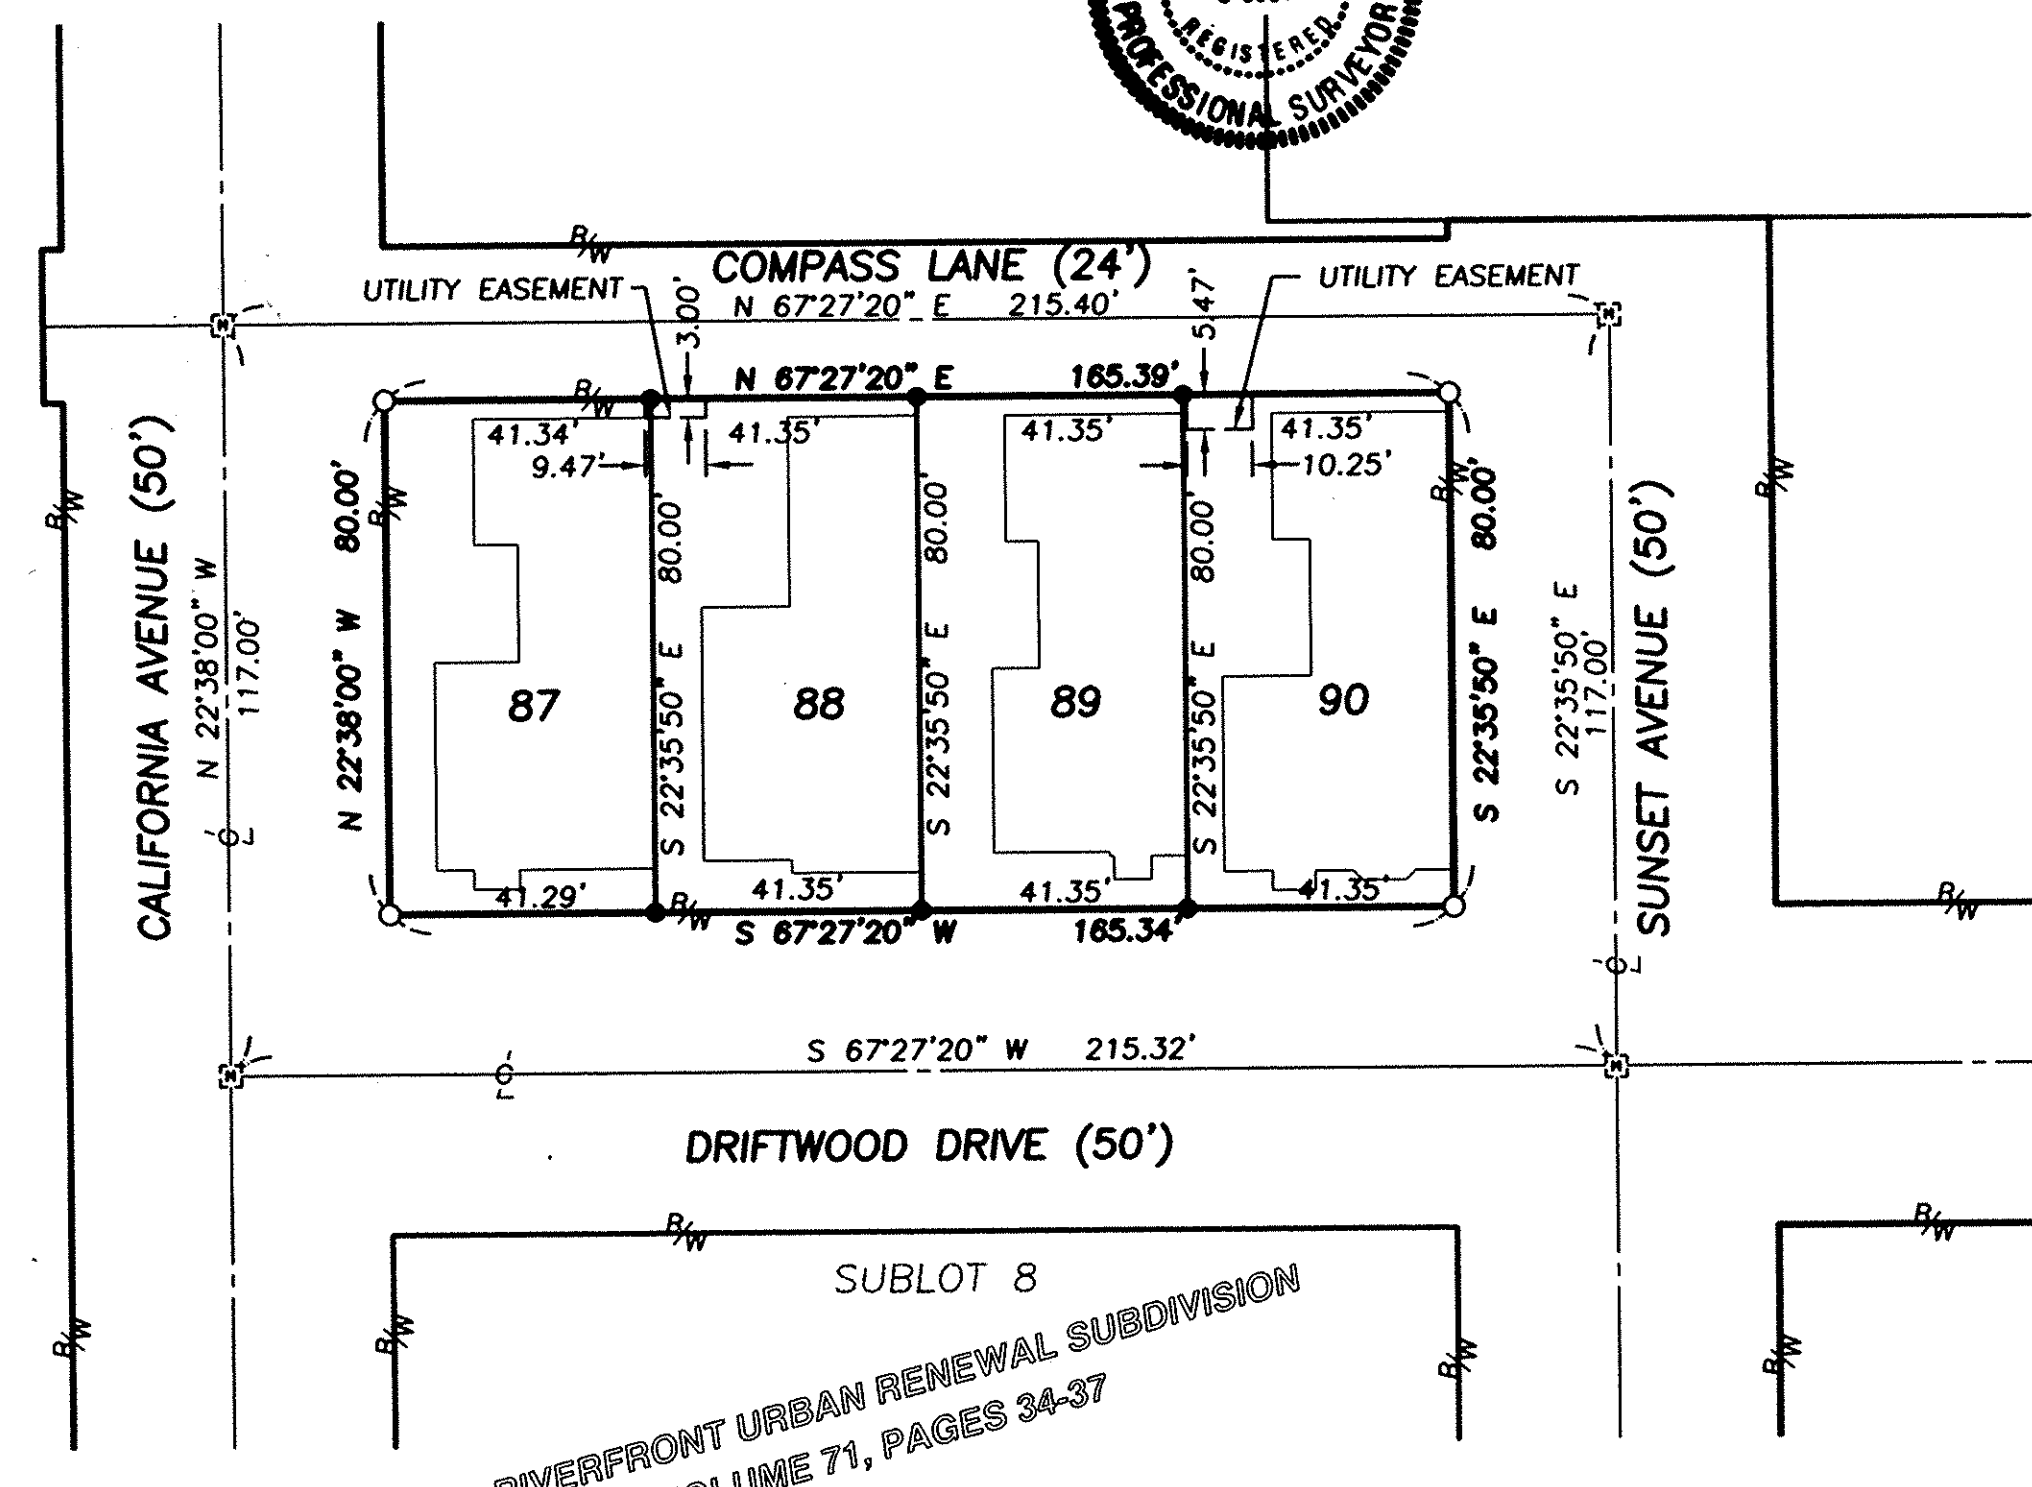 REGISTERED
PROFESSIONAL SURVEYOR
R/W
COMPASS LANE (24')
UTILITY EASEMENT
3.00'
N 67°27'20" E 215.40'
5.47'
UTILITY EASEMENT
R/W
N 67°27'20" E 165.39'
41.34'
41.35'
41.35'
41.35'
9.47'
10.25'
R/W
R/W
R/W
R/W
CALIFORNIA AVENUE (50')
N 22°38'00" W
117.00'
N 22°38'00" W 80.00'
87
S 22°35'50" E 80.00'
88
S 22°35'50" E 80.00'
89
S 22°35'50" E 80.00'
90
S 22°35'50" E 80.00'
S 22°35'50" E
117.00'
SUNSET AVENUE (50')
CL
41.29'
41.35'
41.35'
41.35'
R/W
R/W
S 67°27'20" W 165.34'
CL
S 67°27'20" W 215.32'
CL
DRIFTWOOD DRIVE (50')
R/W
R/W
SUBLOT 8
R/W
R/W
R/W
R/W
RIVERFRONT URBAN RENEWAL SUBDIVISION
VOLUME 71, PAGES 34-37